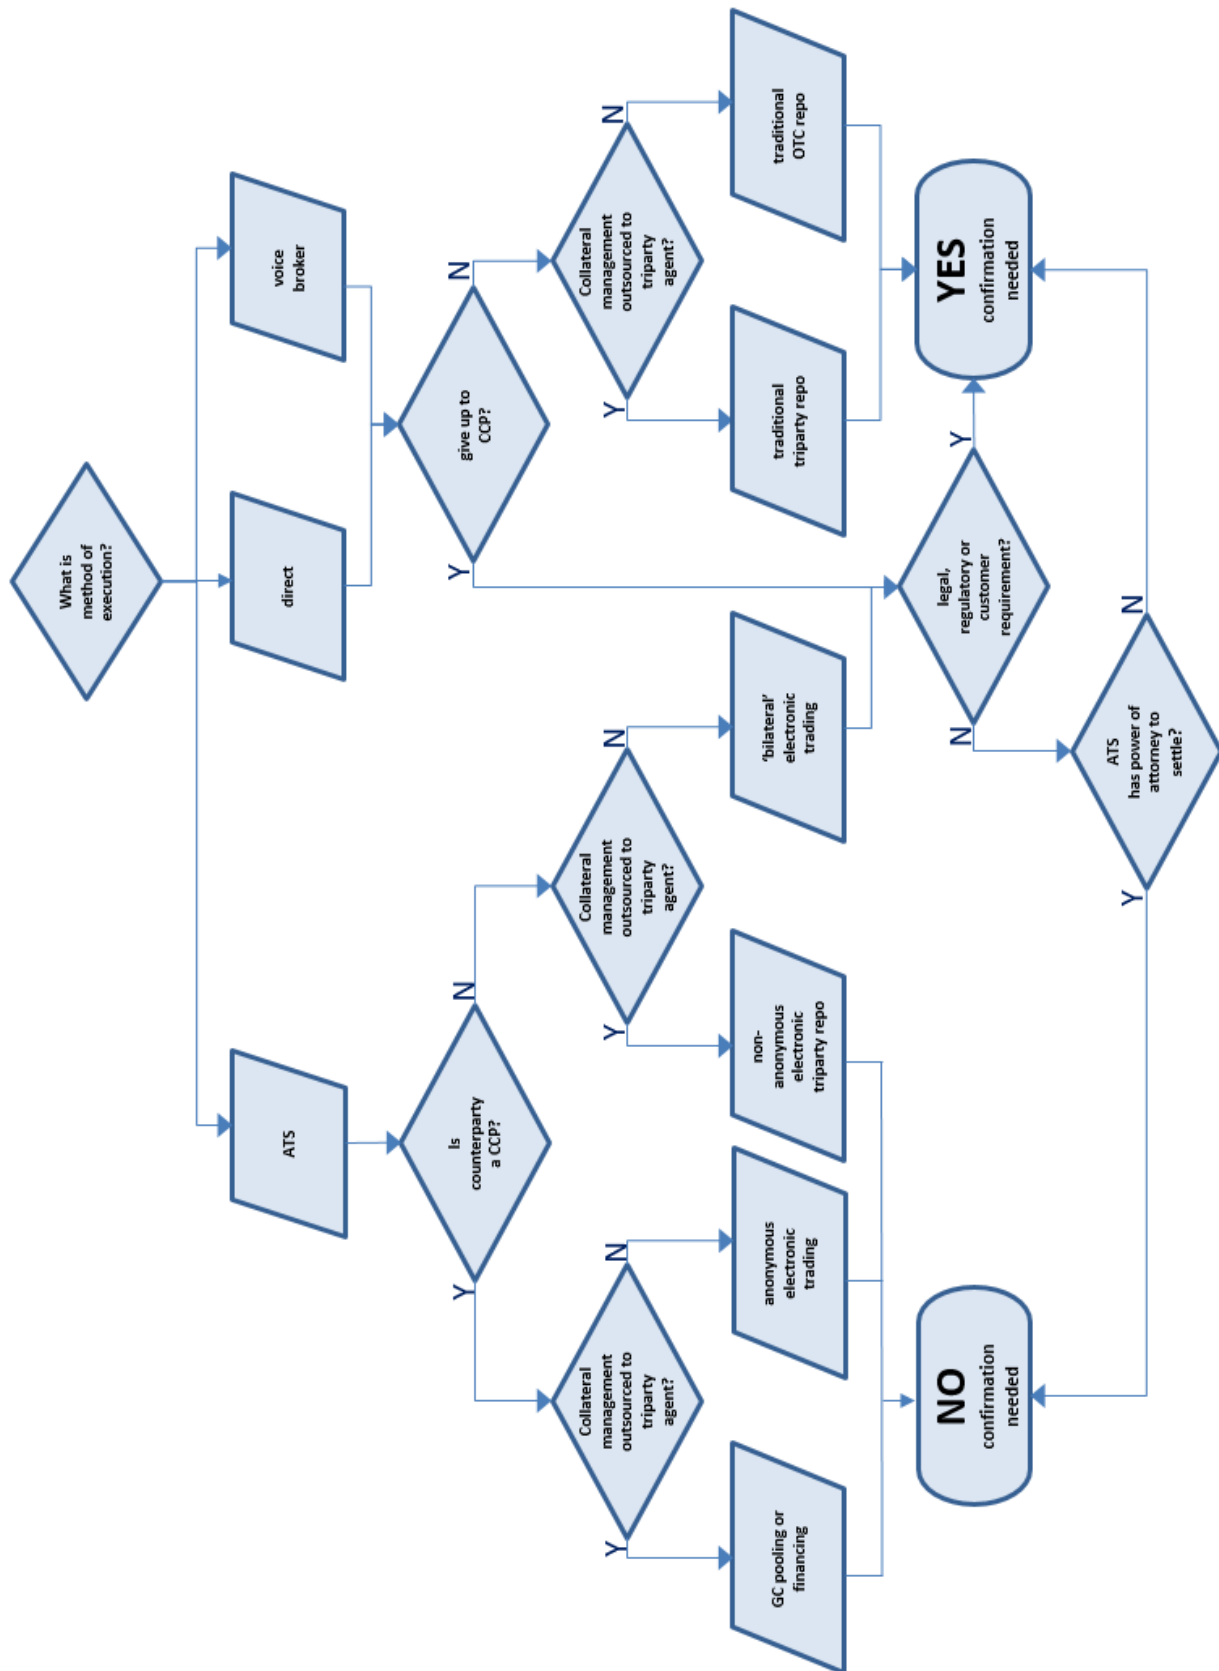 What is
method of
execution?
ATS
direct
voice
broker
Is
counterparty
a CCP?
Y
N
give up to
CCP?
Y
N
Collateral
management
outsourced to
triparty
agent?
Y
N
Collateral
management
outsourced to
triparty
agent?
Y
N
Collateral
management
outsourced to
triparty
agent?
Y
N
GC pooling or
financing
anonymous
electronic
trading
non-
anonymous
electronic
triparty repo
'bilateral'
electronic
trading
traditional
triparty repo
traditional
OTC repo
NO
confirmation
needed
legal,
regulatory or
customer
requirement?
N
Y
YES
confirmation
needed
ATS
has power of
attorney to
settle?
Y
N